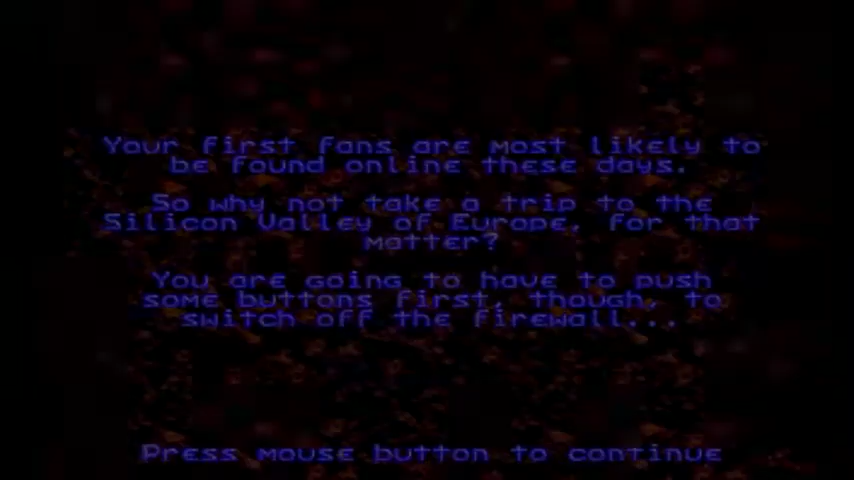 Your first fans are most likely to
be found online these days.
So why not take a trip to the
Silicon Valley of Europe, for that
matter?
You are going to have to push
some buttons first, though, to
switch off the firewall...
Press mouse button to continue